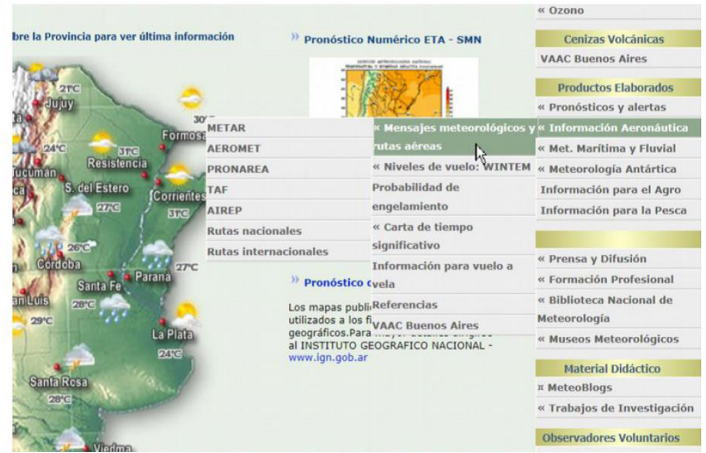 bre la Provincia para ver última información
21°C
Jujuy
30°
Formosa
24°C
31°C
Resistencia
Tucumán
S. del Estero
Corrientes
27°C
31°C
26°C
Córdoba
Paraná
27°C
Santa Fe
an Luis
28°C
29°C
La Plata
24°C
Santa Rosa
28°C
Viedma
» Pronóstico Numérico ETA - SMN
METAR
AEROMET
PRONAREA
TAF
AIREP
Rutas nacionales
Rutas internacionales
« Mensajes meteorológicos y
rutas aéreas
« Niveles de vuelo: WINTEM
Probabilidad de
engelamiento
« Carta de tiempo
significativo
Información para vuelo a
vela
Referencias
VAAC Buenos Aires
» Pronóstico
Los mapas publi
utilizados a los fi
geográficos.Para
al INSTITUTO GEOGRAFICO NACIONAL -
www.ign.gob.ar
« Ozono
Cenizas Volcánicas
VAAC Buenos Aires
Productos Elaborados
« Pronósticos y alertas
« Información Aeronáutica
« Met. Marítima y Fluvial
« Meteorología Antártica
Información para el Agro
Información para la Pesca
« Prensa y Difusión
« Formación Profesional
« Biblioteca Nacional de
Meteorología
« Museos Meteorológicos
Material Didáctico
¤ MeteoBlogs
« Trabajos de Investigación
Observadores Voluntarios